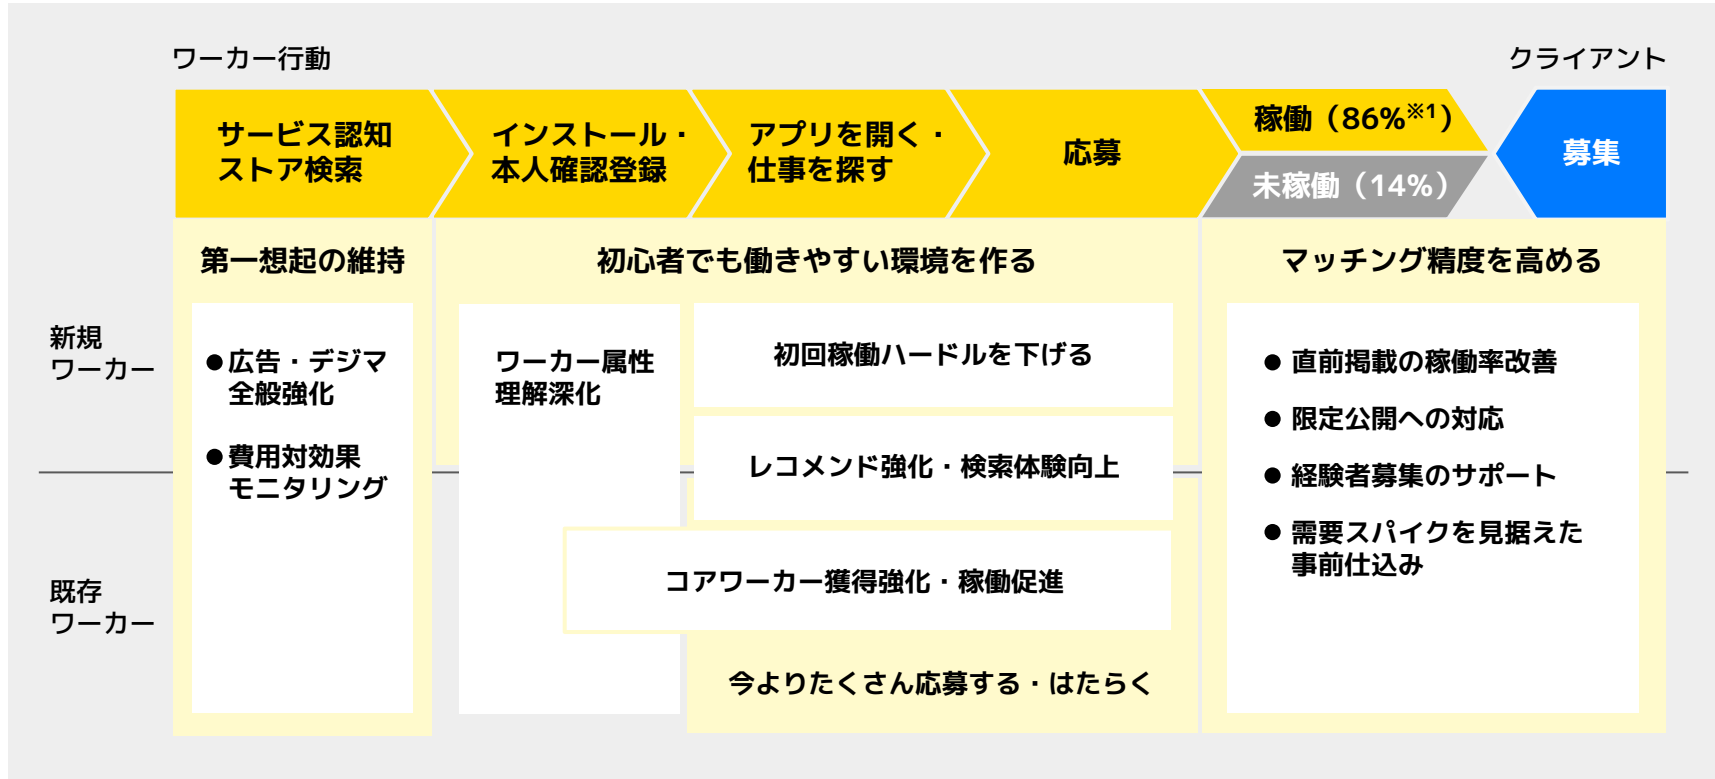 ワーカー行動
クライアント
サービス認知
ストア検索
インストール・
本人確認登録
アプリを開く・
仕事を探す
応募
稼働（86%※1）
未稼働（14%）
募集
第一想起の維持
初心者でも働きやすい環境を作る
マッチング精度を高める
新規
ワーカー
既存
ワーカー
●広告・デジマ
全般強化
●費用対効果
モニタリング
ワーカー属性
理解深化
初回稼働ハードルを下げる
レコメンド強化・検索体験向上
コアワーカー獲得強化・稼働促進
今よりたくさん応募する・はたらく
● 直前掲載の稼働率改善
● 限定公開への対応
● 経験者募集のサポート
● 需要スパイクを見据えた
事前仕込み